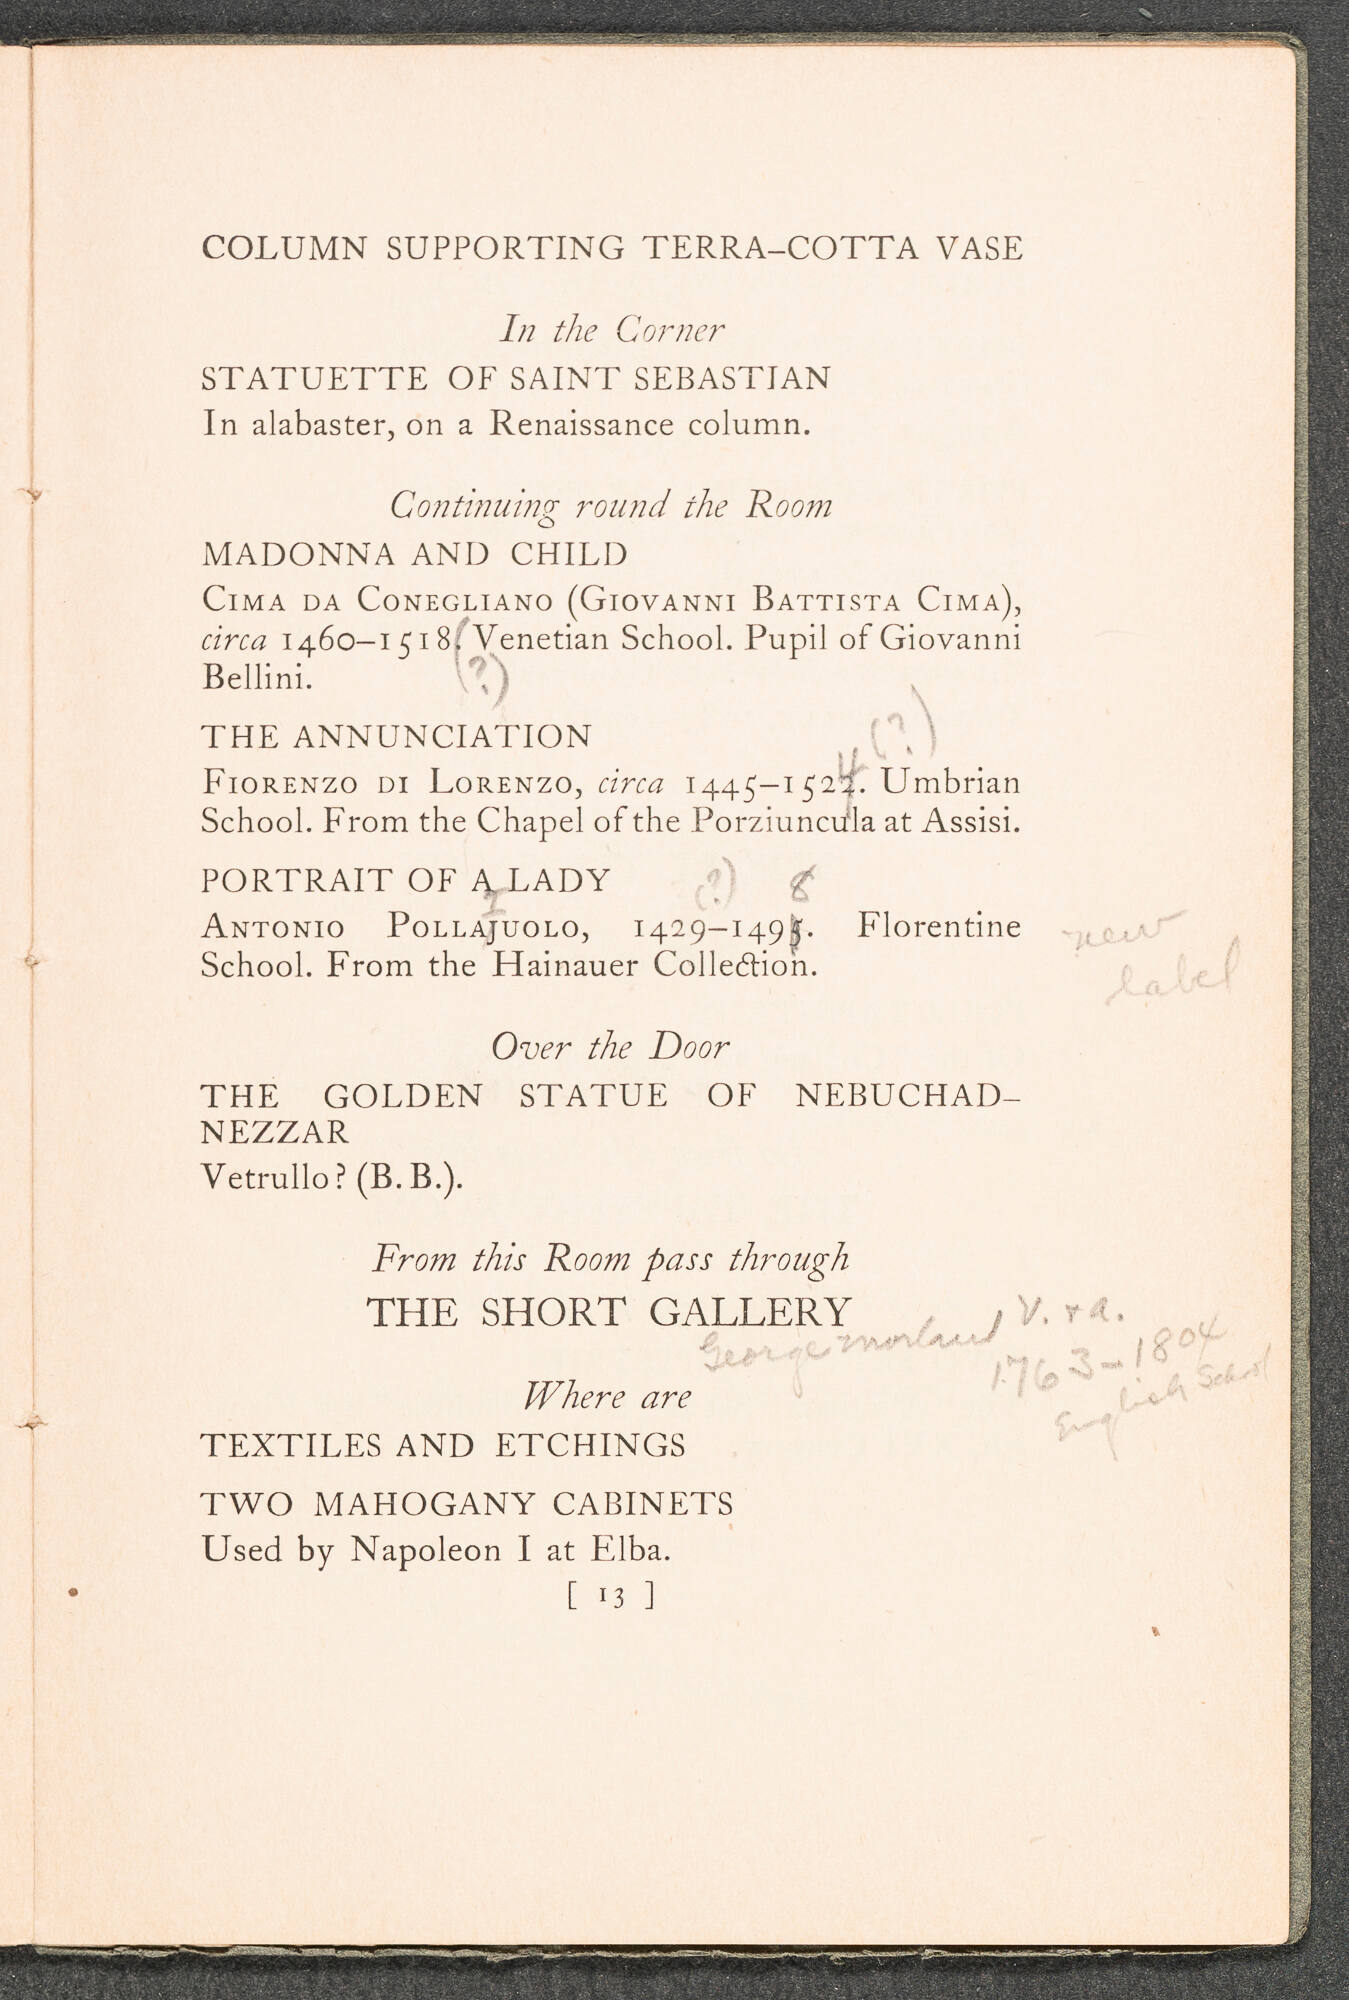 COLUMN SUPPORTING TERRA-COTTA VASE
In the Corner
STATUETTE OF SAINT SEBASTIAN
In alabaster, on a Renaissance column.
Continuing round the Room
MADONNA AND CHILD
CIMA DA CONEGLIANO (GIOVANNI BATTISTA CIMA),
circa 1460–1518. Venetian School. Pupil of Giovanni
(?)
Bellini.
(?)
THE ANNUNCIATION
4
FIORENZO DI LORENZO, circa 1445–1522. Umbrian
School. From the Chapel of the Porziuncula at Assisi.
PORTRAIT OF A LADY
(?) 8
I
ANTONIO POLLAJUOLO, 1429–1498. Florentine
School. From the Hainauer Collection.
new
label
Over the Door
THE GOLDEN STATUE OF NEBUCHAD-
NEZZAR
Vetrullo? (B. B.).
From this Room pass through
THE SHORT GALLERY
George Morland V. + a.
1763–1804
English School
Where are
TEXTILES AND ETCHINGS
TWO MAHOGANY CABINETS
Used by Napoleon I at Elba.
[ 13 ]